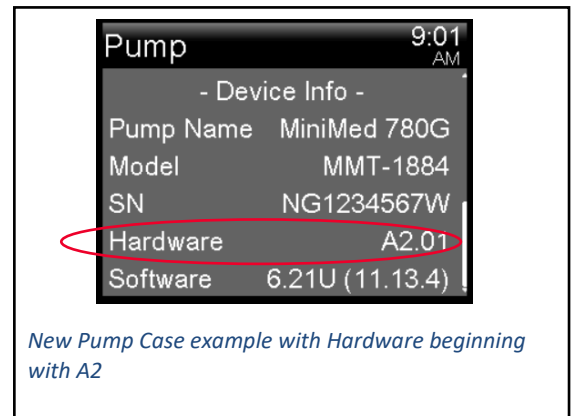 Pump 9:01
AM
- Device Info -
Pump Name MiniMed 780G
Model MMT-1884
SN NG1234567W
Hardware A2.01
Software 6.21U (11.13.4)
New Pump Case example with Hardware beginning
with A2